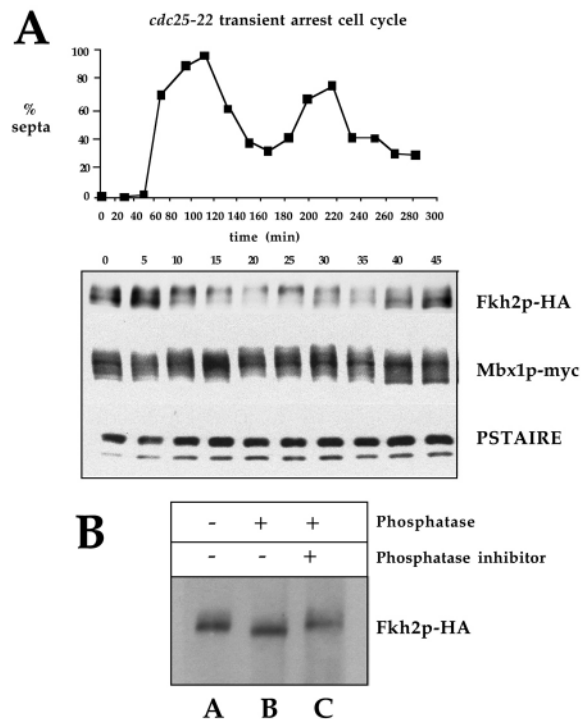 A
cdc25-22 transient arrest cell cycle
100
80
60
40
20
0
%
septa
0 20 40 60 80 100 120 140 160 180 200 220 240 260 280 300
time (min)
0 5 10 15 20 25 30 35 40 45
Fkh2p-HA
Mbx1p-myc
PSTAIRE
B
- + + Phosphatase
- - + Phosphatase inhibitor
Fkh2p-HA
A B C